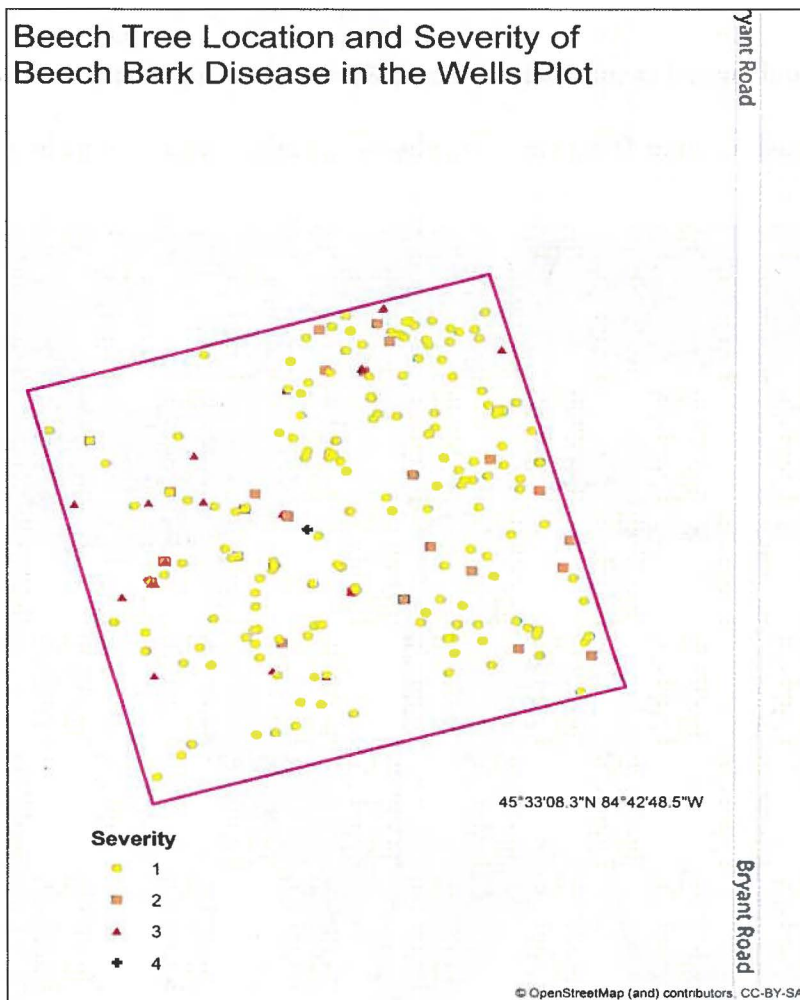 Beech Tree Location and Severity of
Beech Bark Disease in the Wells Plot
yant Road
45°33'08.3"N 84°42'48.5"W
Severity
1
2
3
4
Bryant Road
© OpenStreetMap (and) contributors, CC-BY-SA